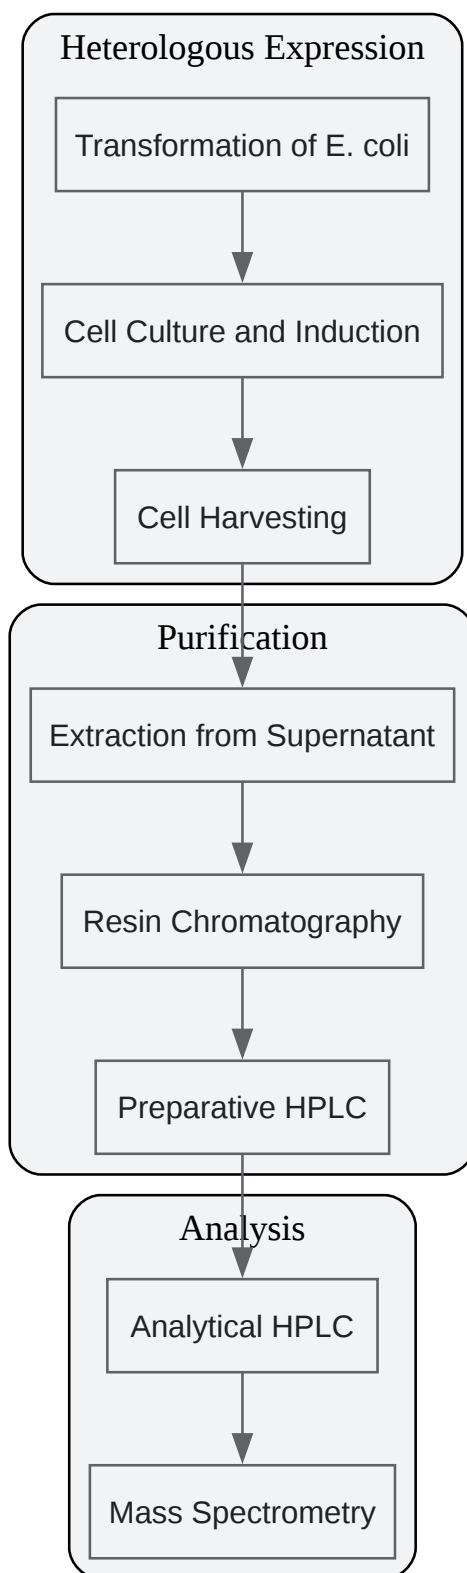 Heterologous Expression
Transformation of E. coli
Cell Culture and Induction
Cell Harvesting
Purification
Extraction from Supernatant
Resin Chromatography
Preparative HPLC
Analysis
Analytical HPLC
Mass Spectrometry